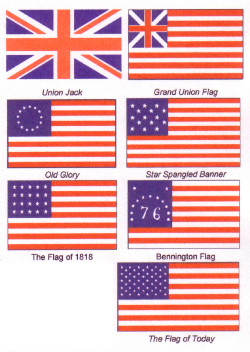 Union Jack
Grand Union Flag
Old Glory
Star Spangled Banner
76
The Flag of 1818
Bennington Flag
The Flag of Today